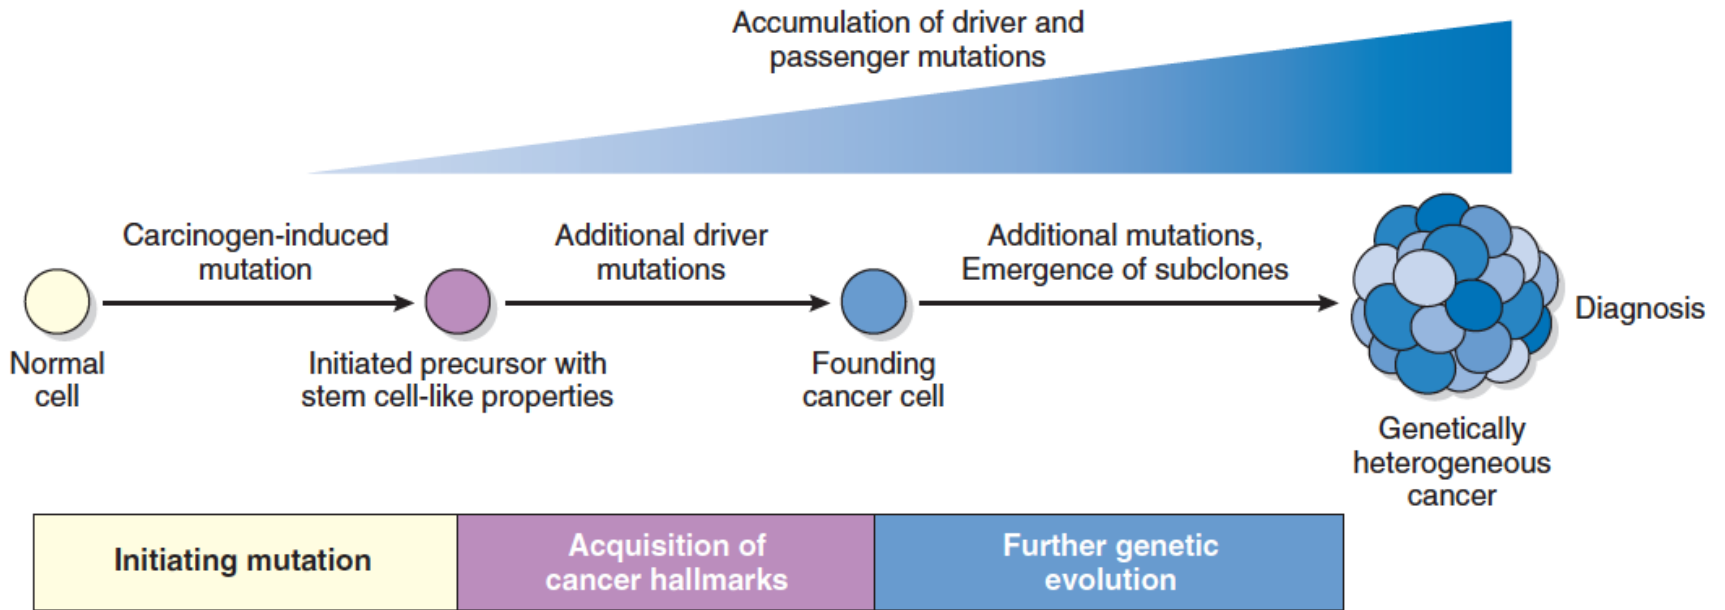 Accumulation of driver and
passenger mutations
Carcinogen-induced
mutation
Additional driver
mutations
Additional mutations,
Emergence of subclones
Normal
cell
Initiated precursor with
stem cell-like properties
Founding
cancer cell
Diagnosis
Genetically
heterogeneous
cancer
Initiating mutation
Acquisition of
cancer hallmarks
Further genetic
evolution